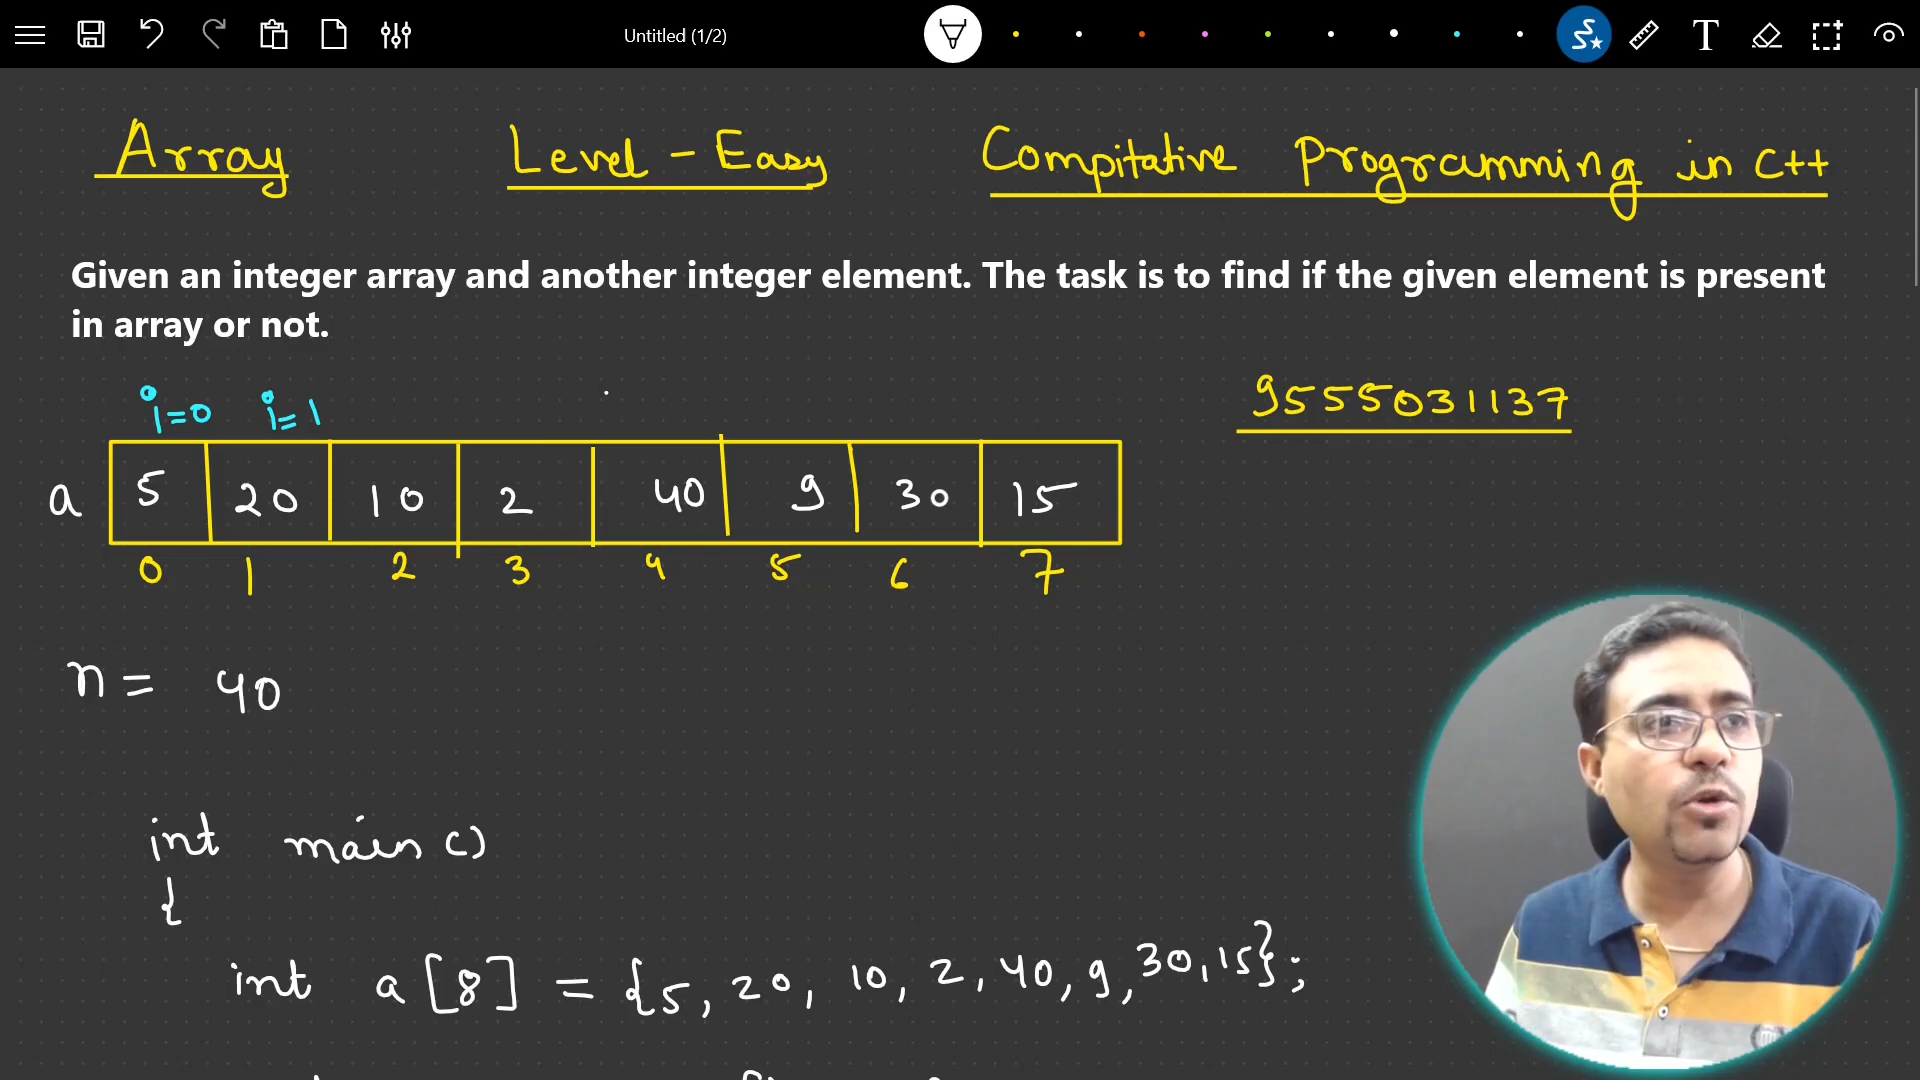 Untitled (1/2)
T
Array Level - Easy Compitative Programming in C++
Given an integer array and another integer element. The task is to find if the given element is present
in array or not.
i=0 i=1
9555031137
a 5 20 10 2 40 9 30 15
0 1 2 3 4 5 6 7
n = 40
int main()
{
int a[8] = {5, 20, 10, 2, 40, 9, 30, 15};